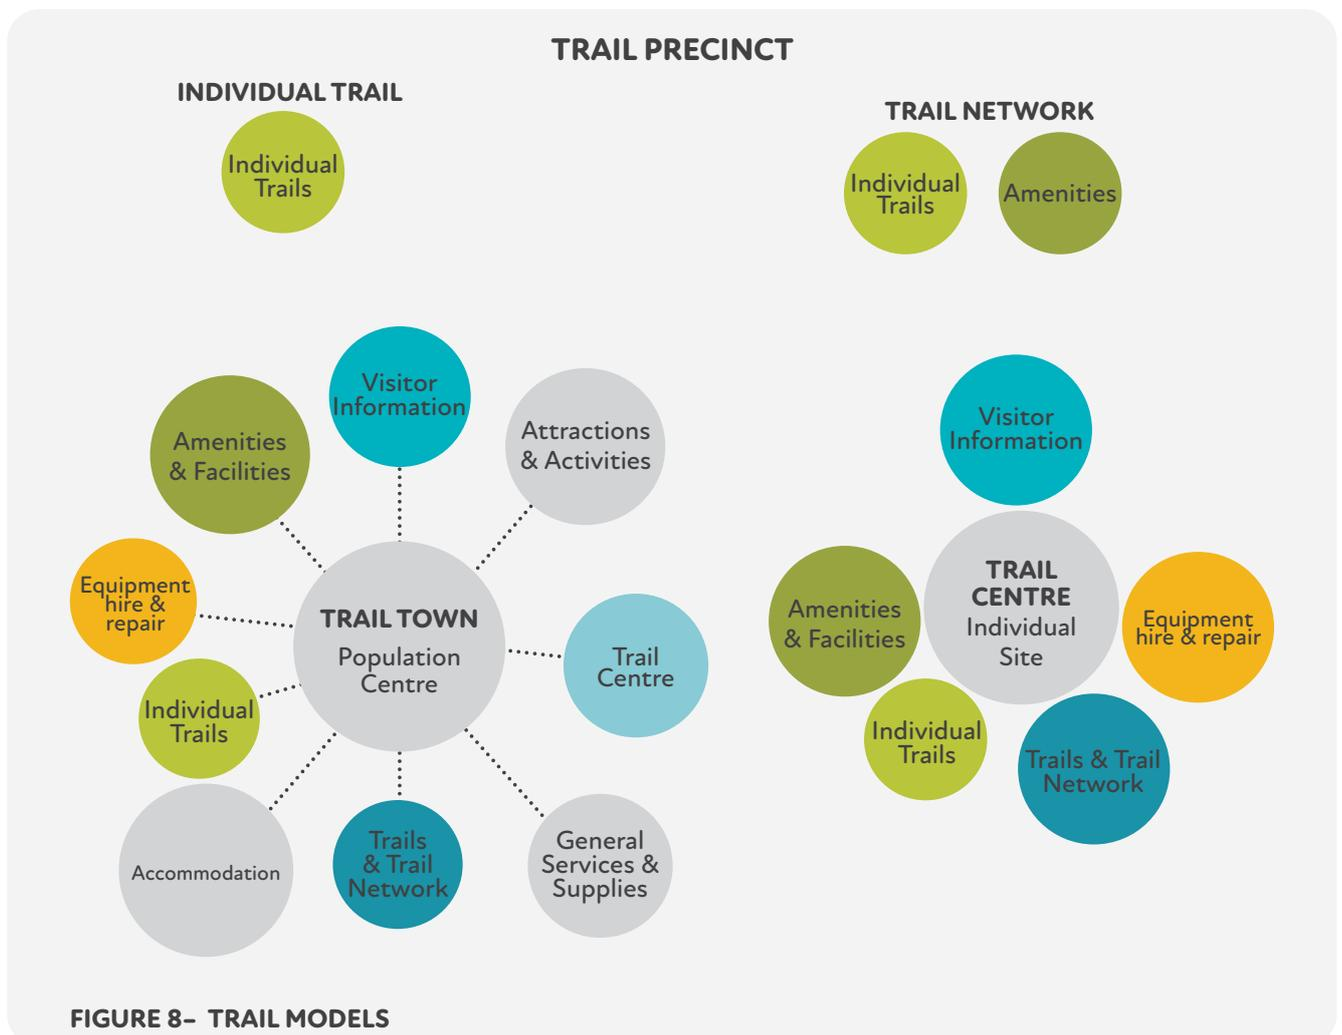 TRAIL PRECINCT
INDIVIDUAL TRAIL
Individual
Trails
TRAIL NETWORK
Individual
Trails
Amenities
Visitor
Information
Amenities
& Facilities
Attractions
& Activities
Equipment
hire &
repair
TRAIL TOWN
Population
Centre
Trail
Centre
Individual
Trails
Accommodation
Trails
& Trail
Network
General
Services &
Supplies
Visitor
Information
TRAIL
CENTRE
Individual
Site
Amenities
& Facilities
Equipment
hire & repair
Individual
Trails
Trails & Trail
Network
FIGURE 8– TRAIL MODELS